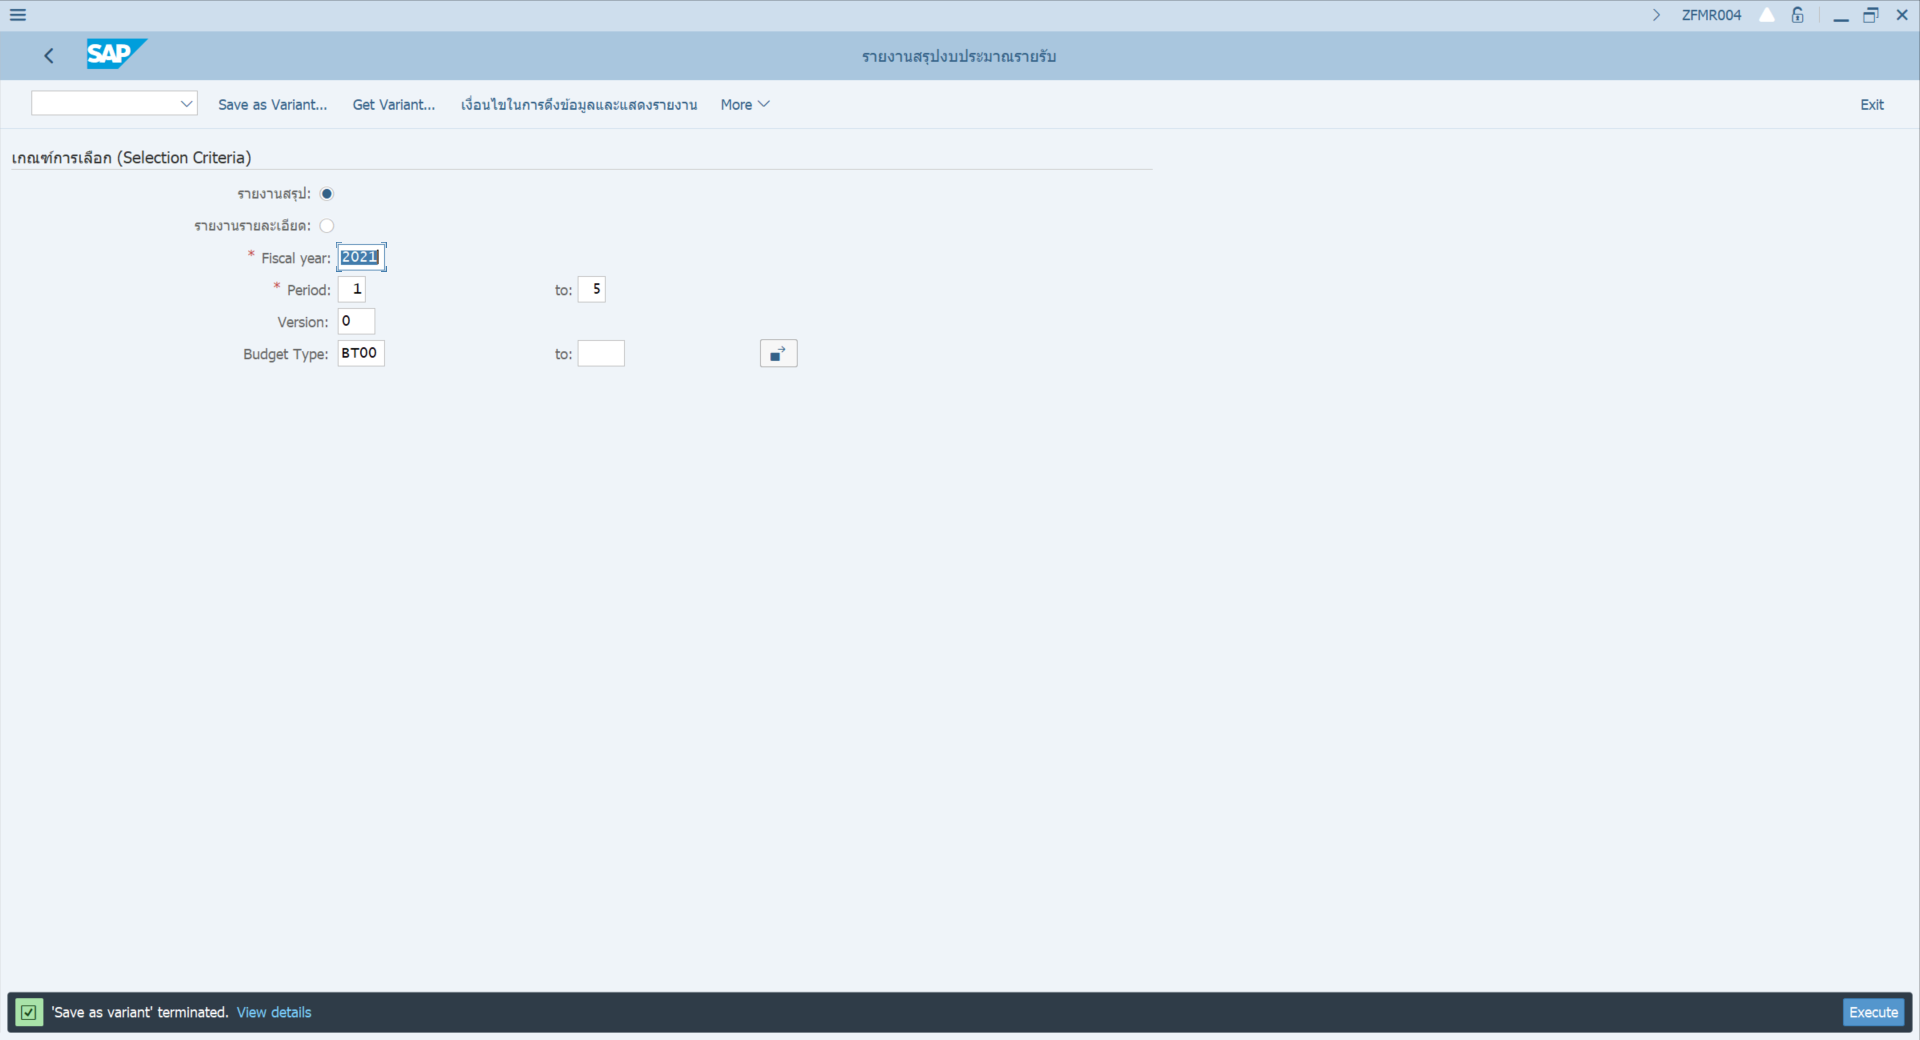 ZFMR004
SAP รายงานสรุปงบประมาณรายรับ
Save as Variant... Get Variant... เงื่อนไขในการดึงข้อมูลและแสดงรายงาน More Exit
เกณฑ์การเลือก (Selection Criteria)
รายงานสรุป:
รายงานรายละเอียด:
* Fiscal year: 2021
* Period: 1 to: 5
Version: 0
Budget Type: BT00 to:
'Save as variant' terminated. View details Execute